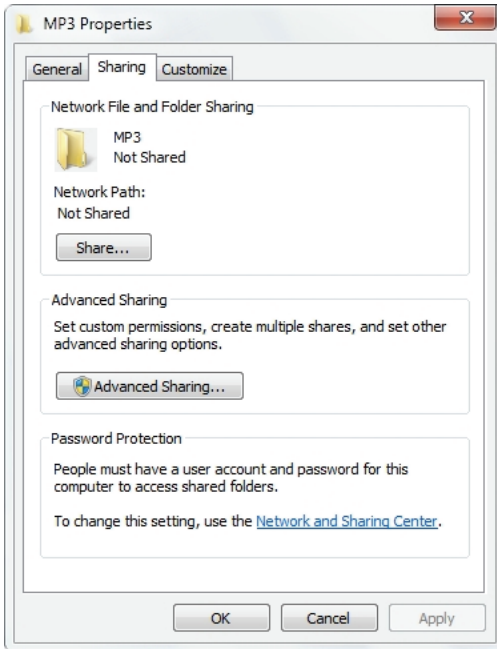 MP3 Properties
General Sharing Customize
Network File and Folder Sharing
MP3
Not Shared
Network Path:
Not Shared
Share...
Advanced Sharing
Set custom permissions, create multiple shares, and set other
advanced sharing options.
Advanced Sharing...
Password Protection
People must have a user account and password for this
computer to access shared folders.
To change this setting, use the Network and Sharing Center.
OK Cancel Apply